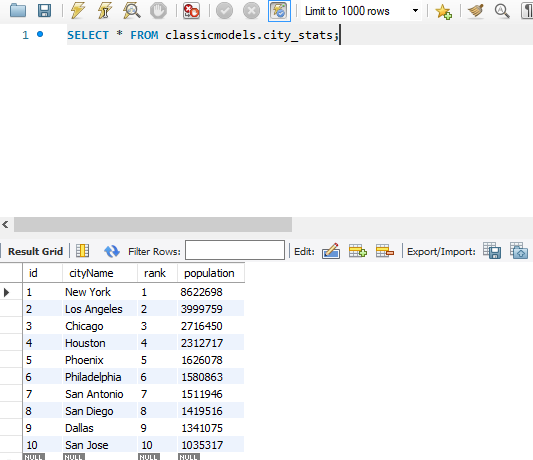 Limit to 1000 rows
1 SELECT * FROM classicmodels.city_stats;
Result Grid Filter Rows: Edit: Export/Import:
id cityName rank population
1 New York 1 8622698
2 Los Angeles 2 3999759
3 Chicago 3 2716450
4 Houston 4 2312717
5 Phoenix 5 1626078
6 Philadelphia 6 1580863
7 San Antonio 7 1511946
8 San Diego 8 1419516
9 Dallas 9 1341075
10 San Jose 10 1035317
NULL NULL NULL NULL